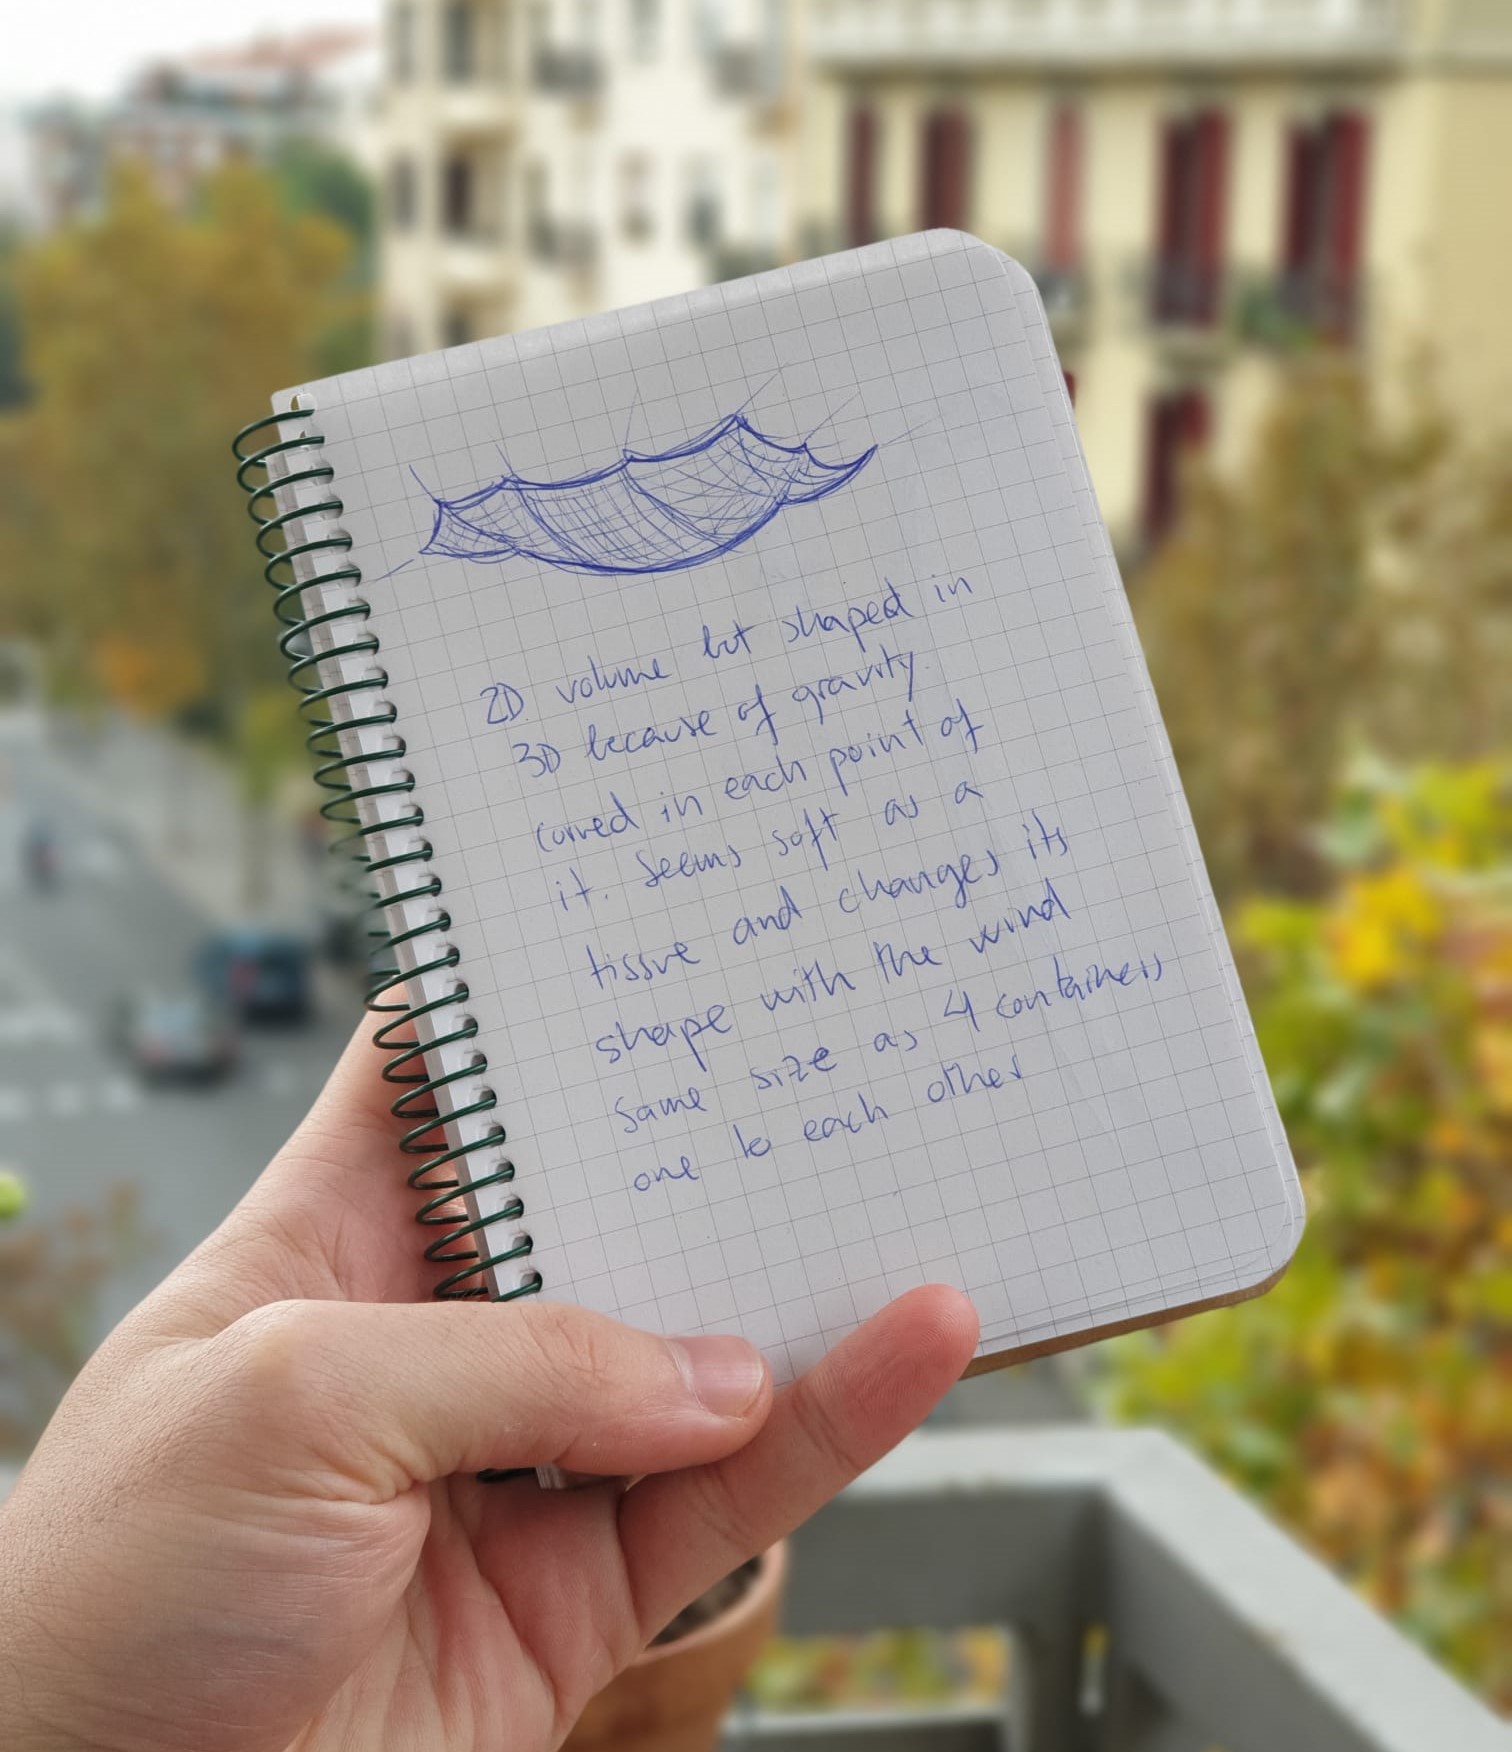 2D volume but shaped in
3D because of gravity.
curved in each point of
it. Seems soft as a
tissue and changes its
shape with the wind
Same size as 4 containers
one to each other